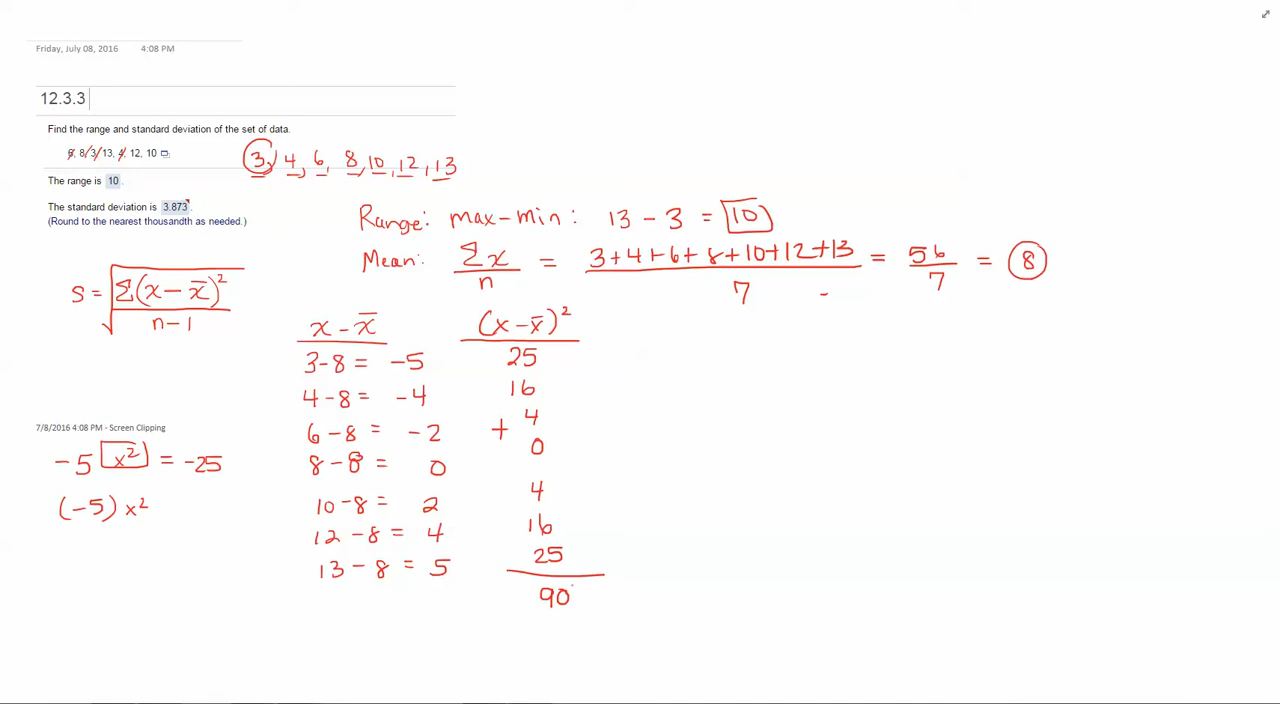 Friday, July 08, 2016 4:08 PM
12.3.3
Find the range and standard deviation of the set of data.
6, 8, 3, 13, 4, 12, 10
3, 4, 6, 8, 10, 12, 13
The range is 10.
The standard deviation is 3.873.
(Round to the nearest thousandth as needed.)
Range: max-min: 13 - 3 = 10
Mean: Σx/n = 3+4+6+8+10+12+13/7 = 56/7 = 8
S = √(Σ(x - x̄)²/n-1)
x - x̄ (x - x̄)²
3-8 = -5 25
4-8 = -4 16
6-8 = -2 + 4
8-8 = 0 0
10-8 = 2 4
12-8 = 4 16
13-8 = 5 25
90
7/8/2016 4:08 PM - Screen Clipping
-5 x² = -25
(-5) x²